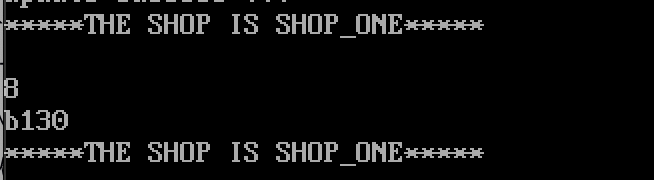 *****THE SHOP IS SHOP_ONE*****
8
b130
*****THE SHOP IS SHOP_ONE*****